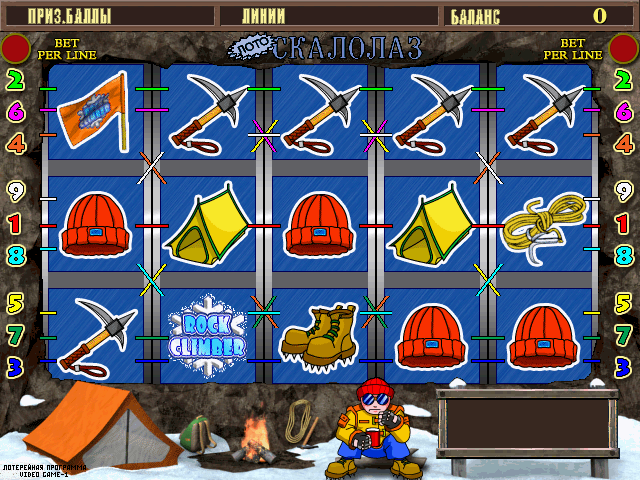 ПРИЗ.БАЛЛЫ ЛИНИИ БАЛАНС 0
BET PER LINE
ЛОТО СКАЛОЛАЗ
BET PER LINE
2 2
6 6
4 4
9 9
1 1
8 8
5 5
7 7
3 3
ROCK CLIMBER
ROCK
CLIMBER
ЛОТЕРЕЙНАЯ ПРОГРАММА
VIDEO GAME-1